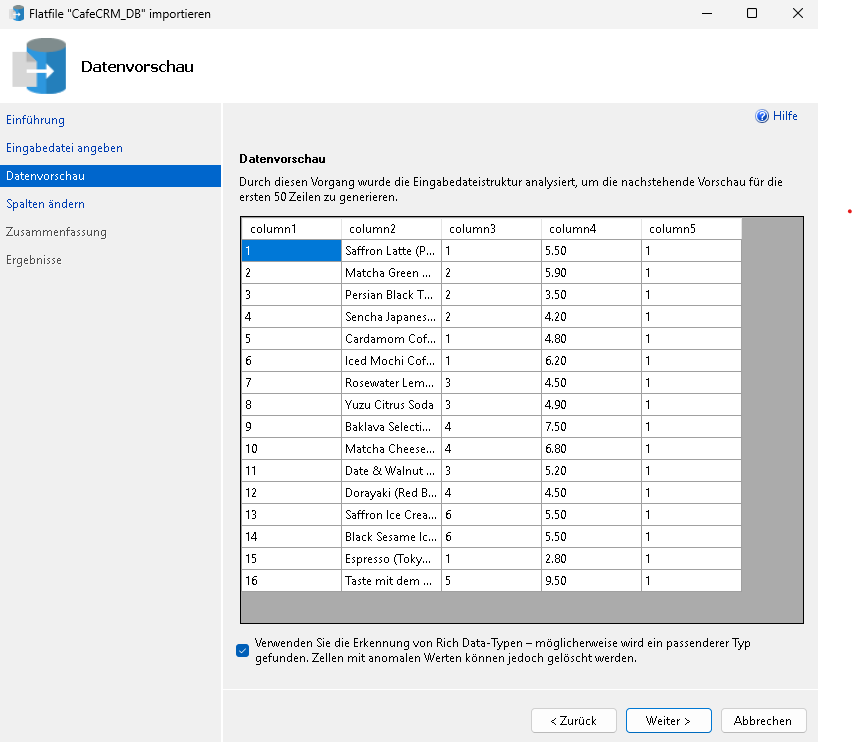 Flatfile "CafeCRM_DB" importieren
Datenvorschau
Einführung
Eingabedatei angeben
Datenvorschau
Spalten ändern
Zusammenfassung
Ergebnisse
Hilfe
Datenvorschau
Durch diesen Vorgang wurde die Eingabedateistruktur analysiert, um die nachstehende Vorschau für die
ersten 50 Zeilen zu generieren.
column1 column2 column3 column4 column5
1 Saffron Latte (P... 1 5.50 1
2 Matcha Green ... 2 5.90 1
3 Persian Black T... 2 3.50 1
4 Sencha Japanes... 2 4.20 1
5 Cardamom Cof... 1 4.80 1
6 Iced Mochi Cof... 1 6.20 1
7 Rosewater Lem... 3 4.50 1
8 Yuzu Citrus Soda 3 4.90 1
9 Baklava Selecti... 4 7.50 1
10 Matcha Cheese... 4 6.80 1
11 Date & Walnut ... 3 5.20 1
12 Dorayaki (Red B... 4 4.50 1
13 Saffron Ice Crea... 6 5.50 1
14 Black Sesame Ic... 6 5.50 1
15 Espresso (Toky... 1 2.80 1
16 Taste mit dem ... 5 9.50 1
Verwenden Sie die Erkennung von Rich Data-Typen – möglicherweise wird ein passenderer Typ
gefunden. Zellen mit anomalen Werten können jedoch gelöscht werden.
< Zurück Weiter > Abbrechen